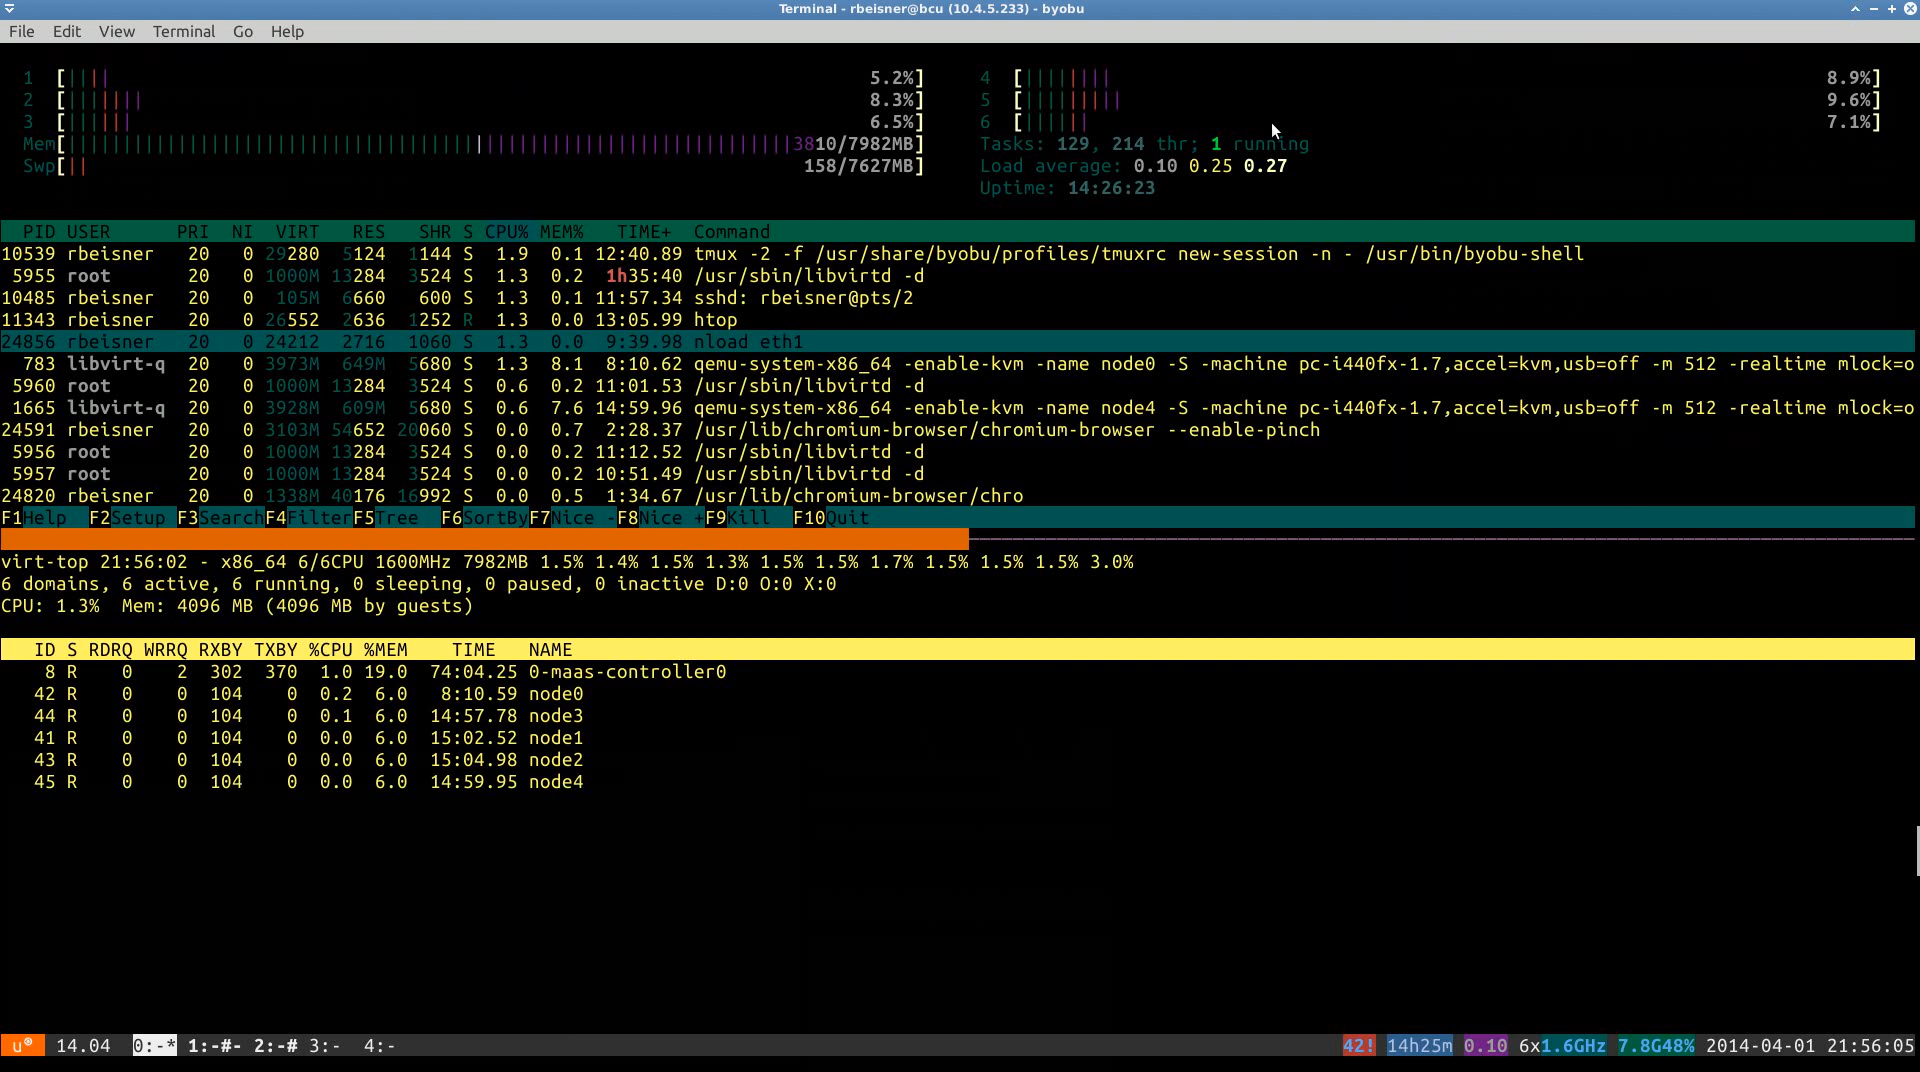 Terminal - rbeisner@bcu (10.4.5.233) - byobu
File Edit View Terminal Go Help
1 [|||| 5.2%] 4 [|||||||| 8.9%]
2 [||||||| 8.3%] 5 [||||||||| 9.6%]
3 [|||||| 6.5%] 6 [|||||| 7.1%]
Mem[||||||||||||||||||||||||||||||||||||||||||||||||||||||||||||||||||3810/7982MB] Tasks: 129, 214 thr; 1 running
Swp[|| 158/7627MB] Load average: 0.10 0.25 0.27
Uptime: 14:26:23
PID USER PRI NI VIRT RES SHR S CPU% MEM% TIME+ Command
10539 rbeisner 20 0 29280 5124 1144 S 1.9 0.1 12:40.89 tmux -2 -f /usr/share/byobu/profiles/tmuxrc new-session -n - /usr/bin/byobu-shell
5955 root 20 0 1000M 13284 3524 S 1.3 0.2 1h35:40 /usr/sbin/libvirtd -d
10485 rbeisner 20 0 105M 6660 600 S 1.3 0.1 11:57.34 sshd: rbeisner@pts/2
11343 rbeisner 20 0 26552 2636 1252 R 1.3 0.0 13:05.99 htop
24856 rbeisner 20 0 24212 2716 1060 S 1.3 0.0 9:39.98 nload eth1
783 libvirt-q 20 0 3973M 649M 5680 S 1.3 8.1 8:10.62 qemu-system-x86_64 -enable-kvm -name node0 -S -machine pc-i440fx-1.7,accel=kvm,usb=off -m 512 -realtime mlock=o
5960 root 20 0 1000M 13284 3524 S 0.6 0.2 11:01.53 /usr/sbin/libvirtd -d
1665 libvirt-q 20 0 3928M 609M 5680 S 0.6 7.6 14:59.96 qemu-system-x86_64 -enable-kvm -name node4 -S -machine pc-i440fx-1.7,accel=kvm,usb=off -m 512 -realtime mlock=o
24591 rbeisner 20 0 3103M 54652 20060 S 0.0 0.7 2:28.37 /usr/lib/chromium-browser/chromium-browser --enable-pinch
5956 root 20 0 1000M 13284 3524 S 0.0 0.2 11:12.52 /usr/sbin/libvirtd -d
5957 root 20 0 1000M 13284 3524 S 0.0 0.2 10:51.49 /usr/sbin/libvirtd -d
24820 rbeisner 20 0 1338M 40176 16992 S 0.0 0.5 1:34.67 /usr/lib/chromium-browser/chro
F1Help F2Setup F3SearchF4FilterF5Tree F6SortByF7Nice -F8Nice +F9Kill F10Quit
virt-top 21:56:02 - x86_64 6/6CPU 1600MHz 7982MB 1.5% 1.4% 1.5% 1.3% 1.5% 1.5% 1.7% 1.5% 1.5% 1.5% 3.0%
6 domains, 6 active, 6 running, 0 sleeping, 0 paused, 0 inactive D:0 O:0 X:0
CPU: 1.3% Mem: 4096 MB (4096 MB by guests)
ID S RDRQ WRRQ RXBY TXBY %CPU %MEM TIME NAME
8 R 0 2 302 370 1.0 19.0 74:04.25 0-maas-controller0
42 R 0 0 104 0 0.2 6.0 8:10.59 node0
44 R 0 0 104 0 0.1 6.0 14:57.78 node3
41 R 0 0 104 0 0.0 6.0 15:02.52 node1
43 R 0 0 104 0 0.0 6.0 15:04.98 node2
45 R 0 0 104 0 0.0 6.0 14:59.95 node4
u® 14.04 0:-* 1:-#- 2:-# 3:- 4:- 42! 14h25m 0.10 6x1.6GHz 7.8G48% 2014-04-01 21:56:05